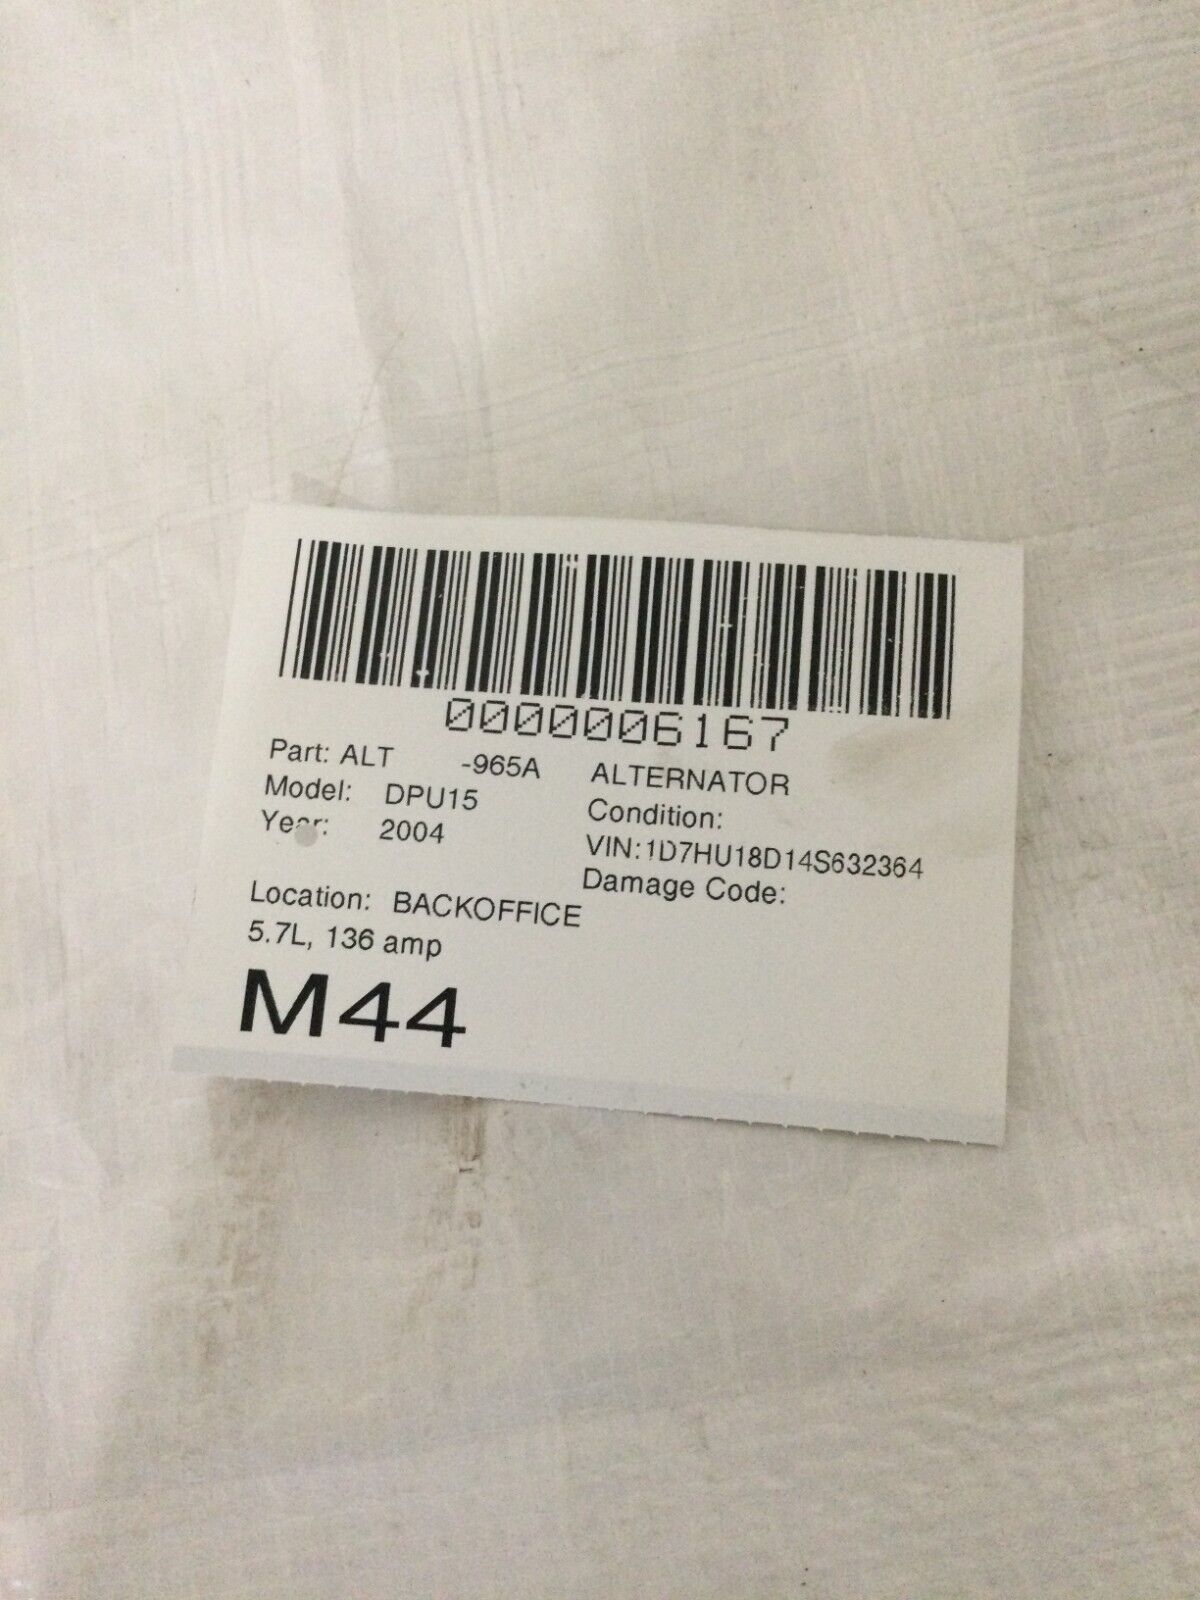 0000006167
Part: ALT -965A ALTERNATOR
Model: DPU15 Condition:
Year: 2004 VIN:1D7HU18D14S632364
Damage Code:
Location: BACKOFFICE
5.7L, 136 amp
M44